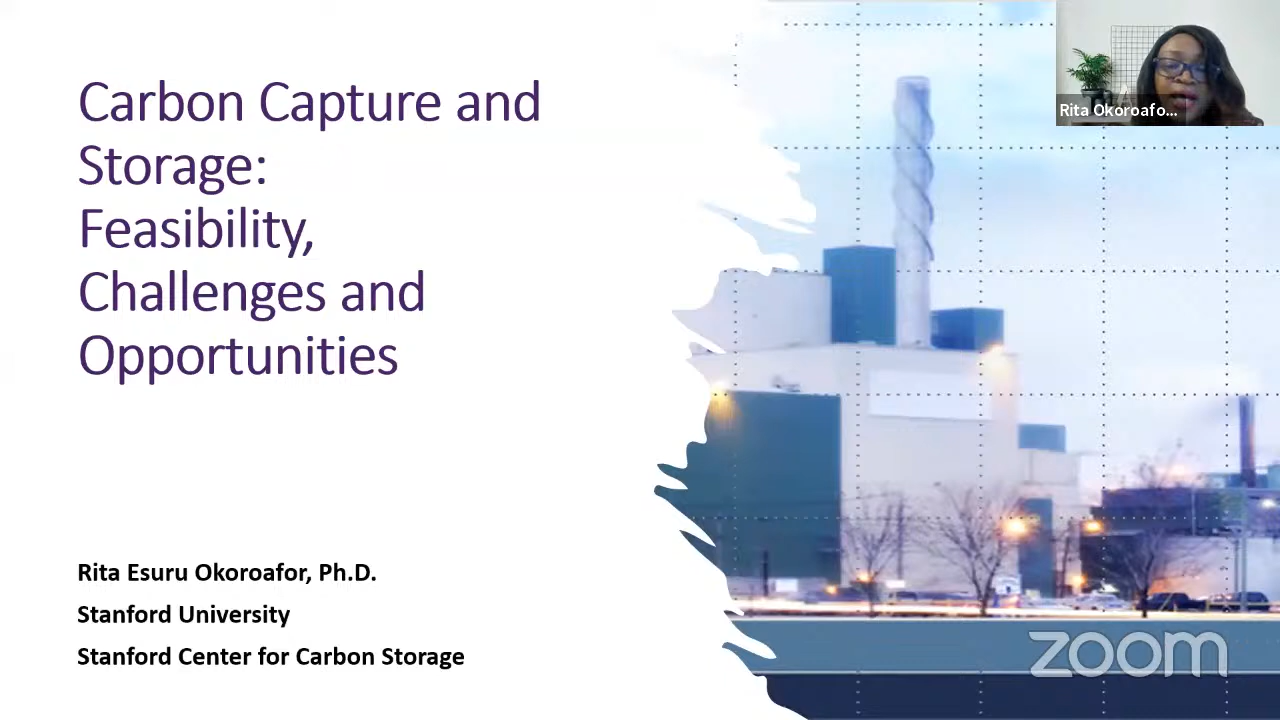 Carbon Capture and
Storage:
Feasibility,
Challenges and
Opportunities
Rita Esuru Okoroafor, Ph.D.
Stanford University
Stanford Center for Carbon Storage
Rita Okoroafo...
zoom